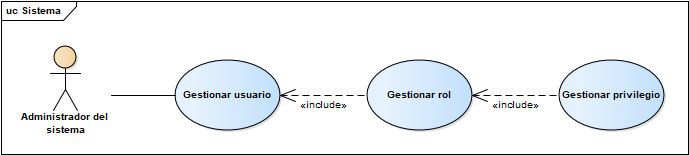 uc Sistema
Gestionar usuario
Gestionar rol
Gestionar privilegio
«include»
«include»
Administrador del
sistema